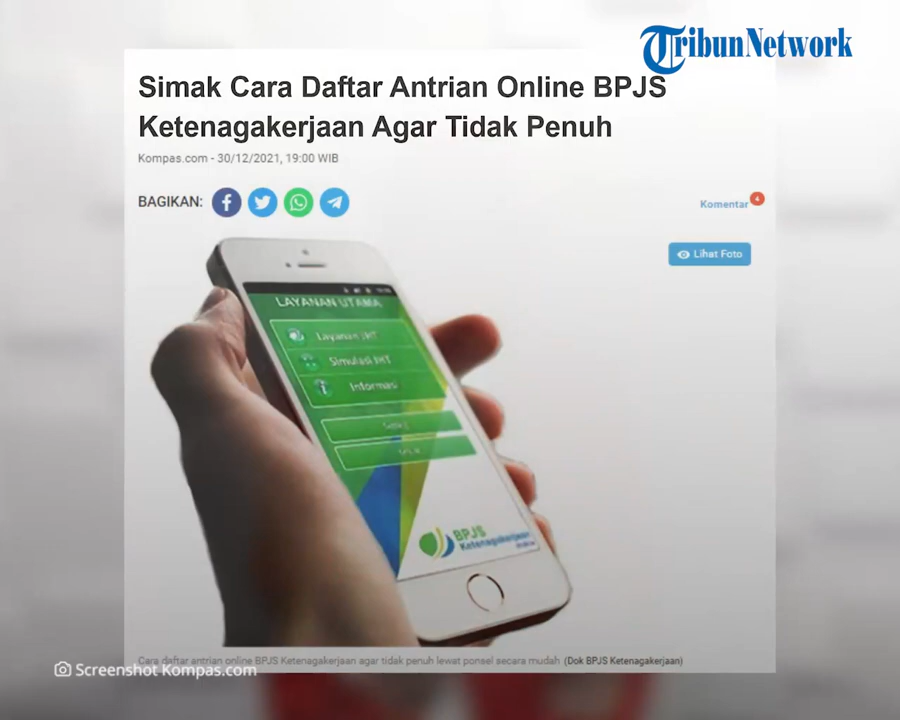 TribunNetwork
Simak Cara Daftar Antrian Online BPJS
Ketenagakerjaan Agar Tidak Penuh
Kompas.com - 30/12/2021, 19:00 WIB
BAGIKAN:
Komentar 4
Lihat Foto
LAYANAN UTAMA
Layanan JHT
Simulasi JHT
Informasi
BPJS
Ketenagakerjaan
Cara daftar antrian online BPJS Ketenagakerjaan agar tidak penuh lewat ponsel secara mudah (Dok BPJS Ketenagakerjaan)
Screenshot Kompas.com